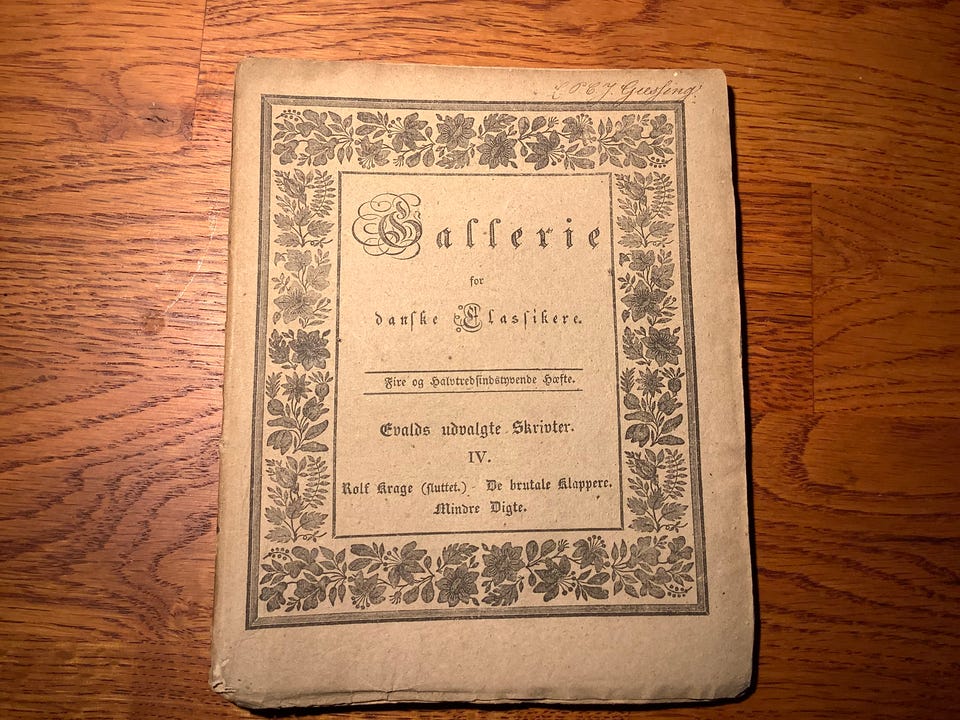 Gallerie
for
danske Classikere.
Fire og Halvtredsindstyvende Hæfte.
Evalds udvalgte Skrivter.
IV.
Rolf Krage (sluttet.) - De brutale Klappere.
Mindre Digte.